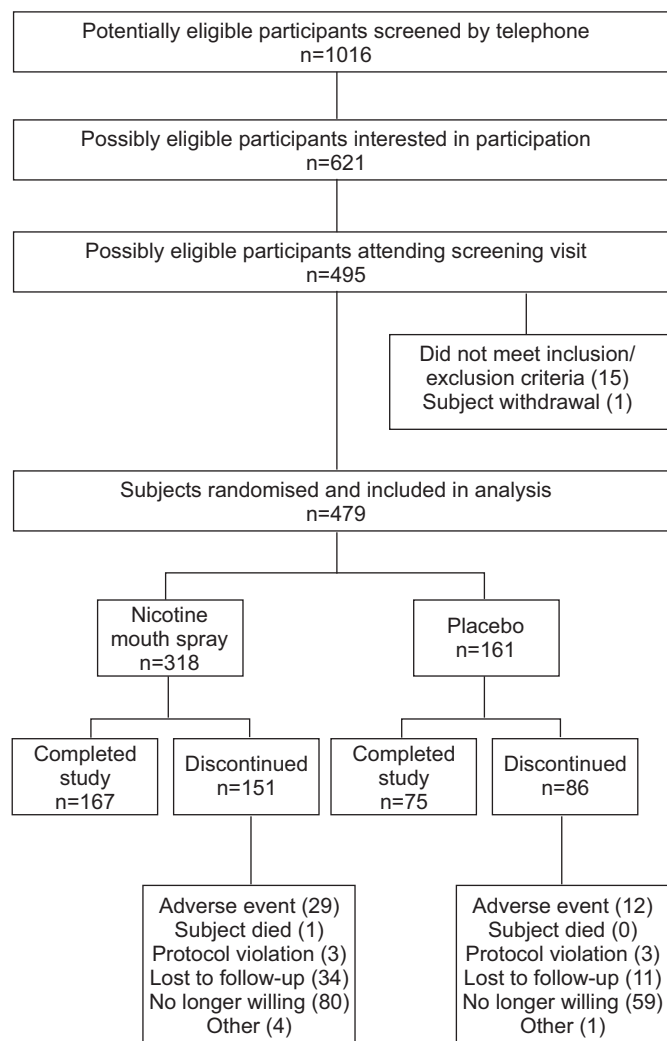 Potentially eligible participants screened by telephone
n=1016
Possibly eligible participants interested in participation
n=621
Possibly eligible participants attending screening visit
n=495
Did not meet inclusion/
exclusion criteria (15)
Subject withdrawal (1)
Subjects randomised and included in analysis
n=479
Nicotine
mouth spray
n=318
Placebo
n=161
Completed
study
n=167
Discontinued
n=151
Completed
study
n=75
Discontinued
n=86
Adverse event (29)
Subject died (1)
Protocol violation (3)
Lost to follow-up (34)
No longer willing (80)
Other (4)
Adverse event (12)
Subject died (0)
Protocol violation (3)
Lost to follow-up (11)
No longer willing (59)
Other (1)